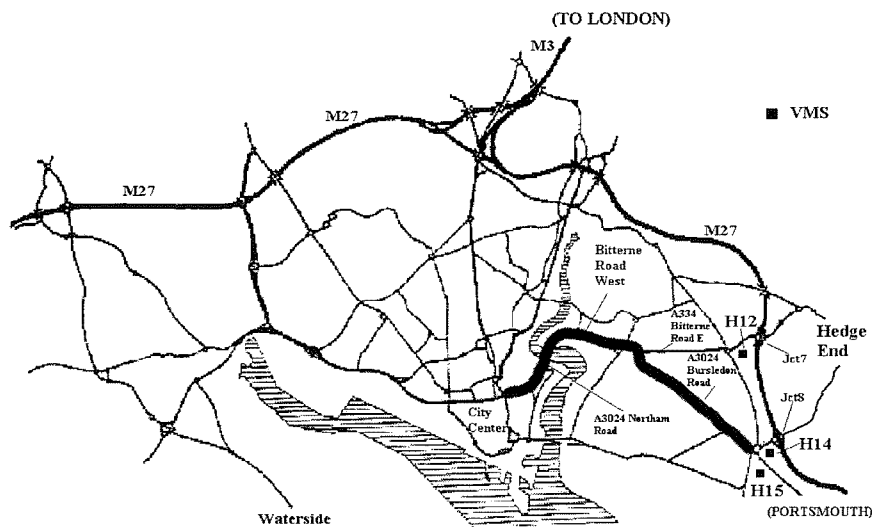 (TO LONDON)
M3
M27
VMS
M27
M27
Bitterne
Road
West
A334
Bitterne
Road E
H12
Hedge
End
Jct7
A3024
Bursledon
Road
Jct8
City
Center
A3024 Northam
Road
H14
H15
(PORTSMOUTH)
Waterside